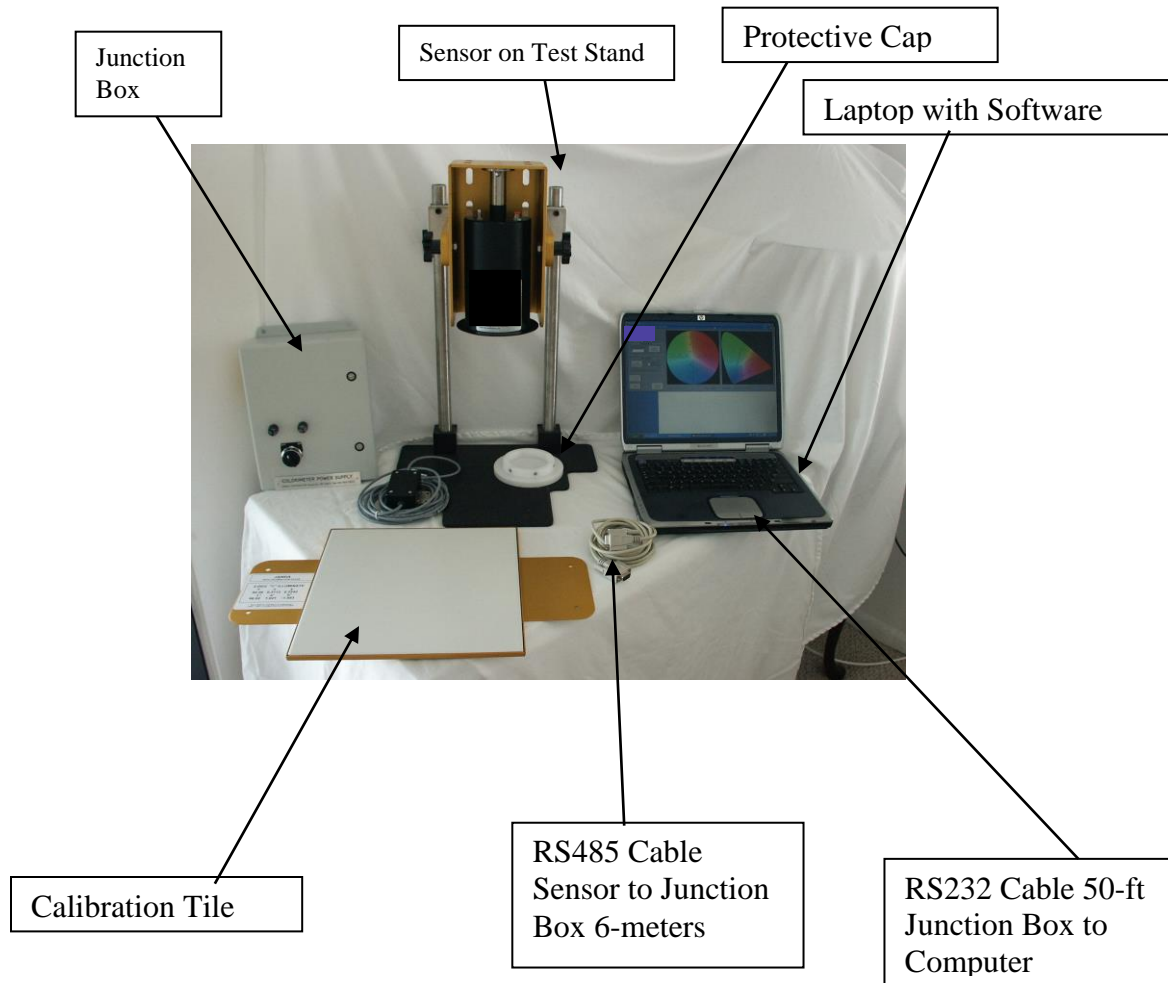 Junction
Box
Sensor on Test Stand
Protective Cap
Laptop with Software
COLORIMETER POWER SUPPLY
Calibration Tile
RS485 Cable
Sensor to Junction
Box 6-meters
RS232 Cable 50-ft
Junction Box to
Computer